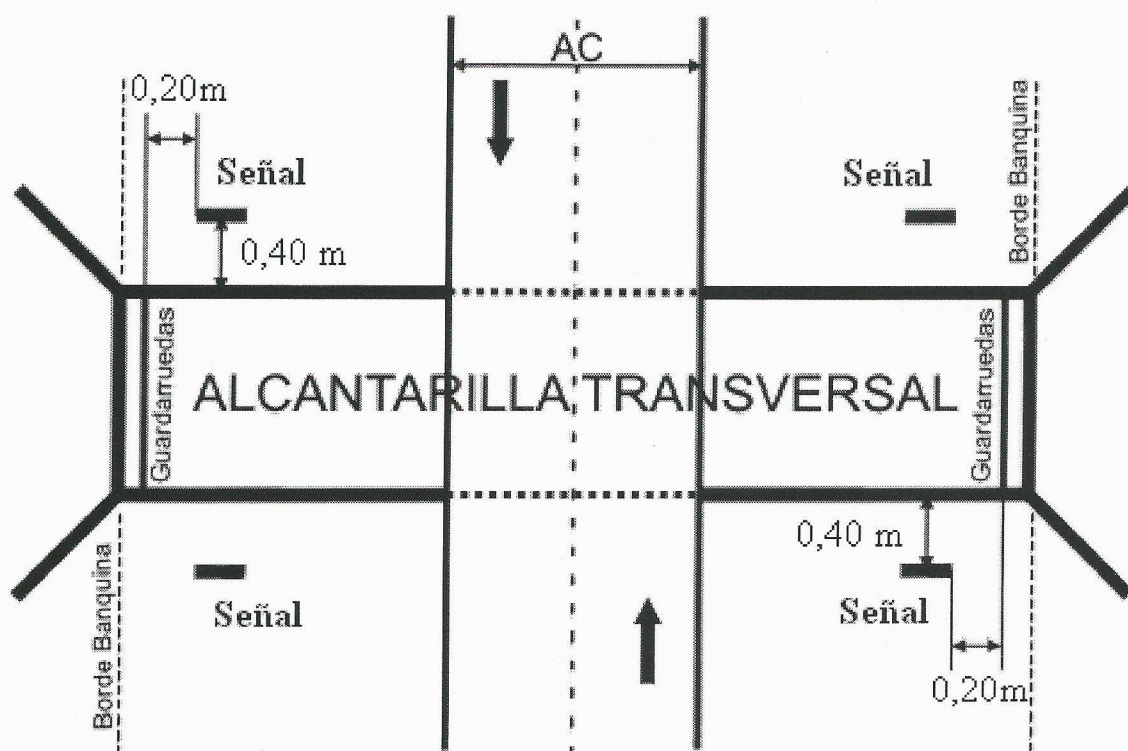 AC
0,20m
Señal
Señal
Borde Banquina
0,40 m
Guardarruedas
ALCANTARILLA TRANSVERSAL
Guardarruedas
0,40 m
Borde Banquina
Señal
Señal
0,20m